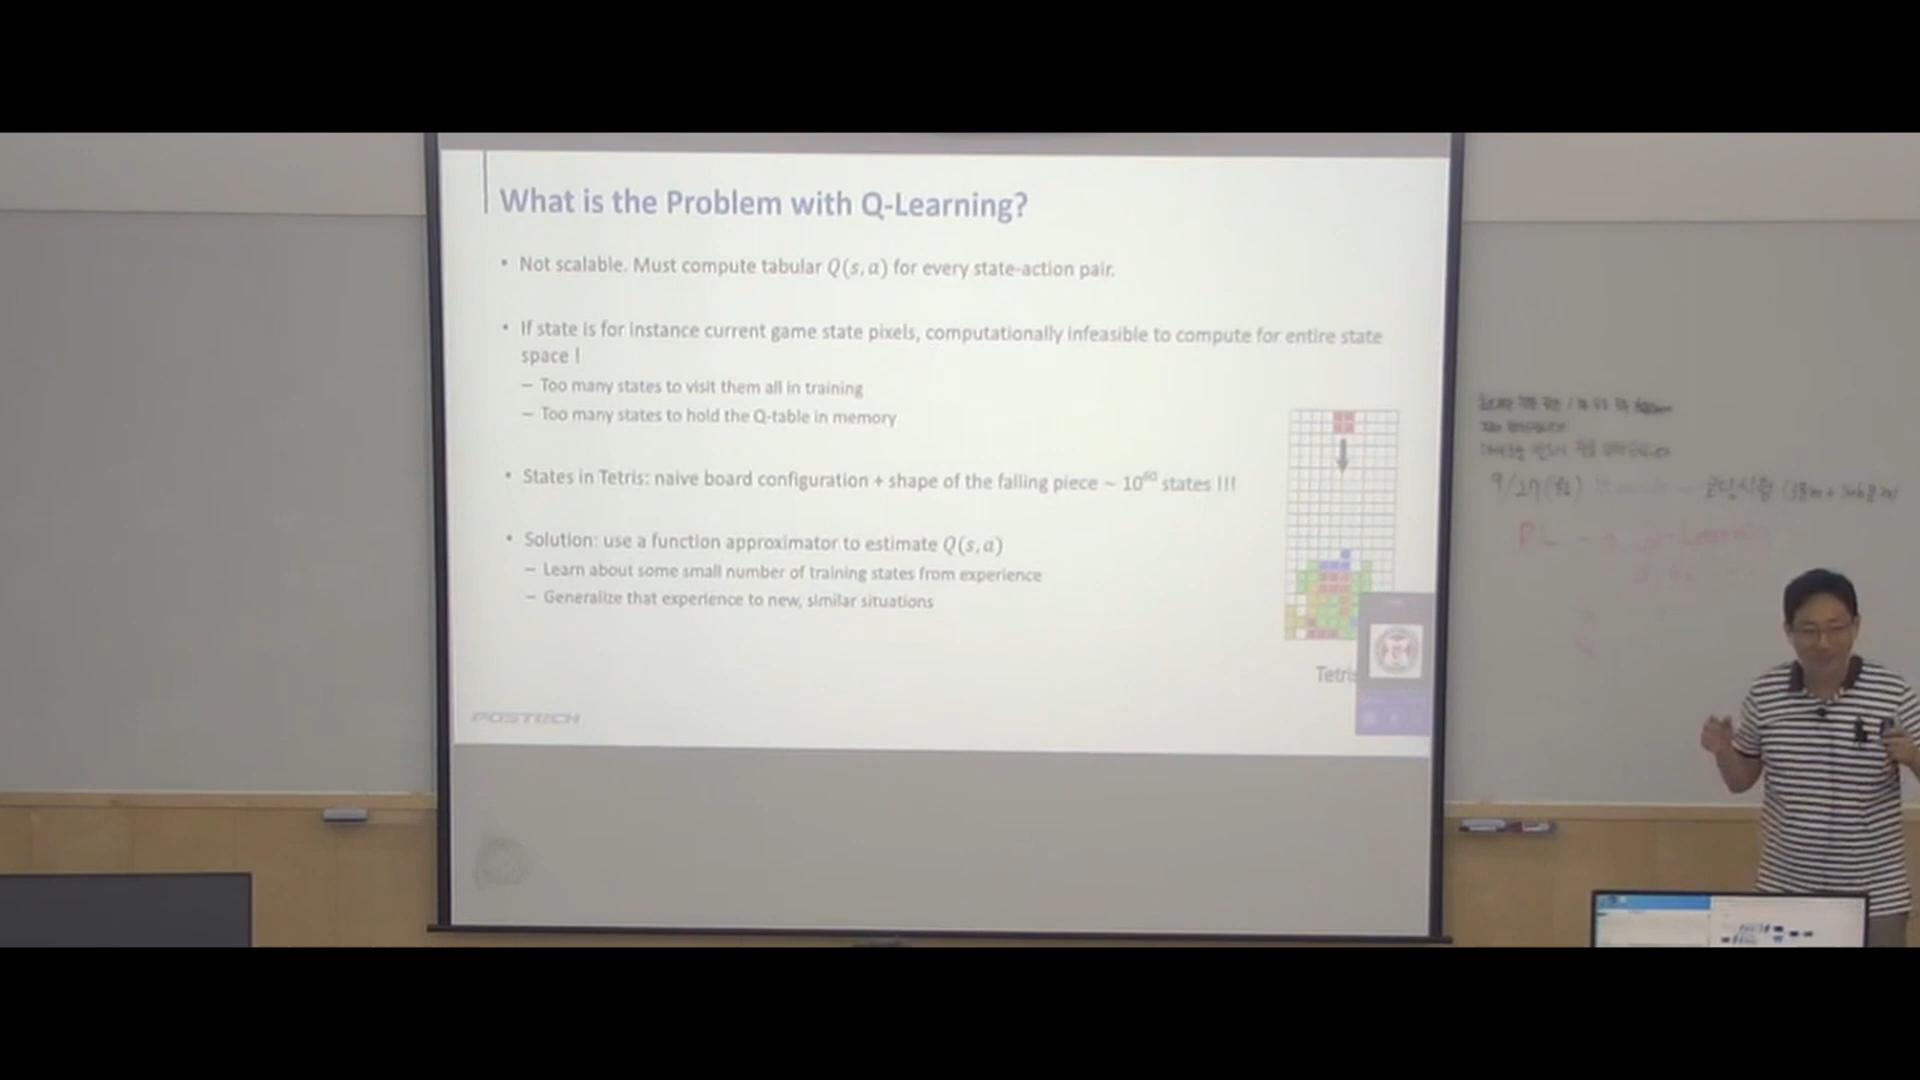 What is the Problem with Q-Learning?
• Not scalable. Must compute tabular Q(s, a) for every state-action pair.
• If state is for instance current game state pixels, computationally infeasible to compute for entire state
space !
– Too many states to visit them all in training
– Too many states to hold the Q-table in memory
• States in Tetris: naive board configuration + shape of the falling piece ~ 10^60 states !!!
• Solution: use a function approximator to estimate Q(s, a)
– Learn about some small number of training states from experience
– Generalize that experience to new, similar situations
Tetris
POSTECH
9/27
RL